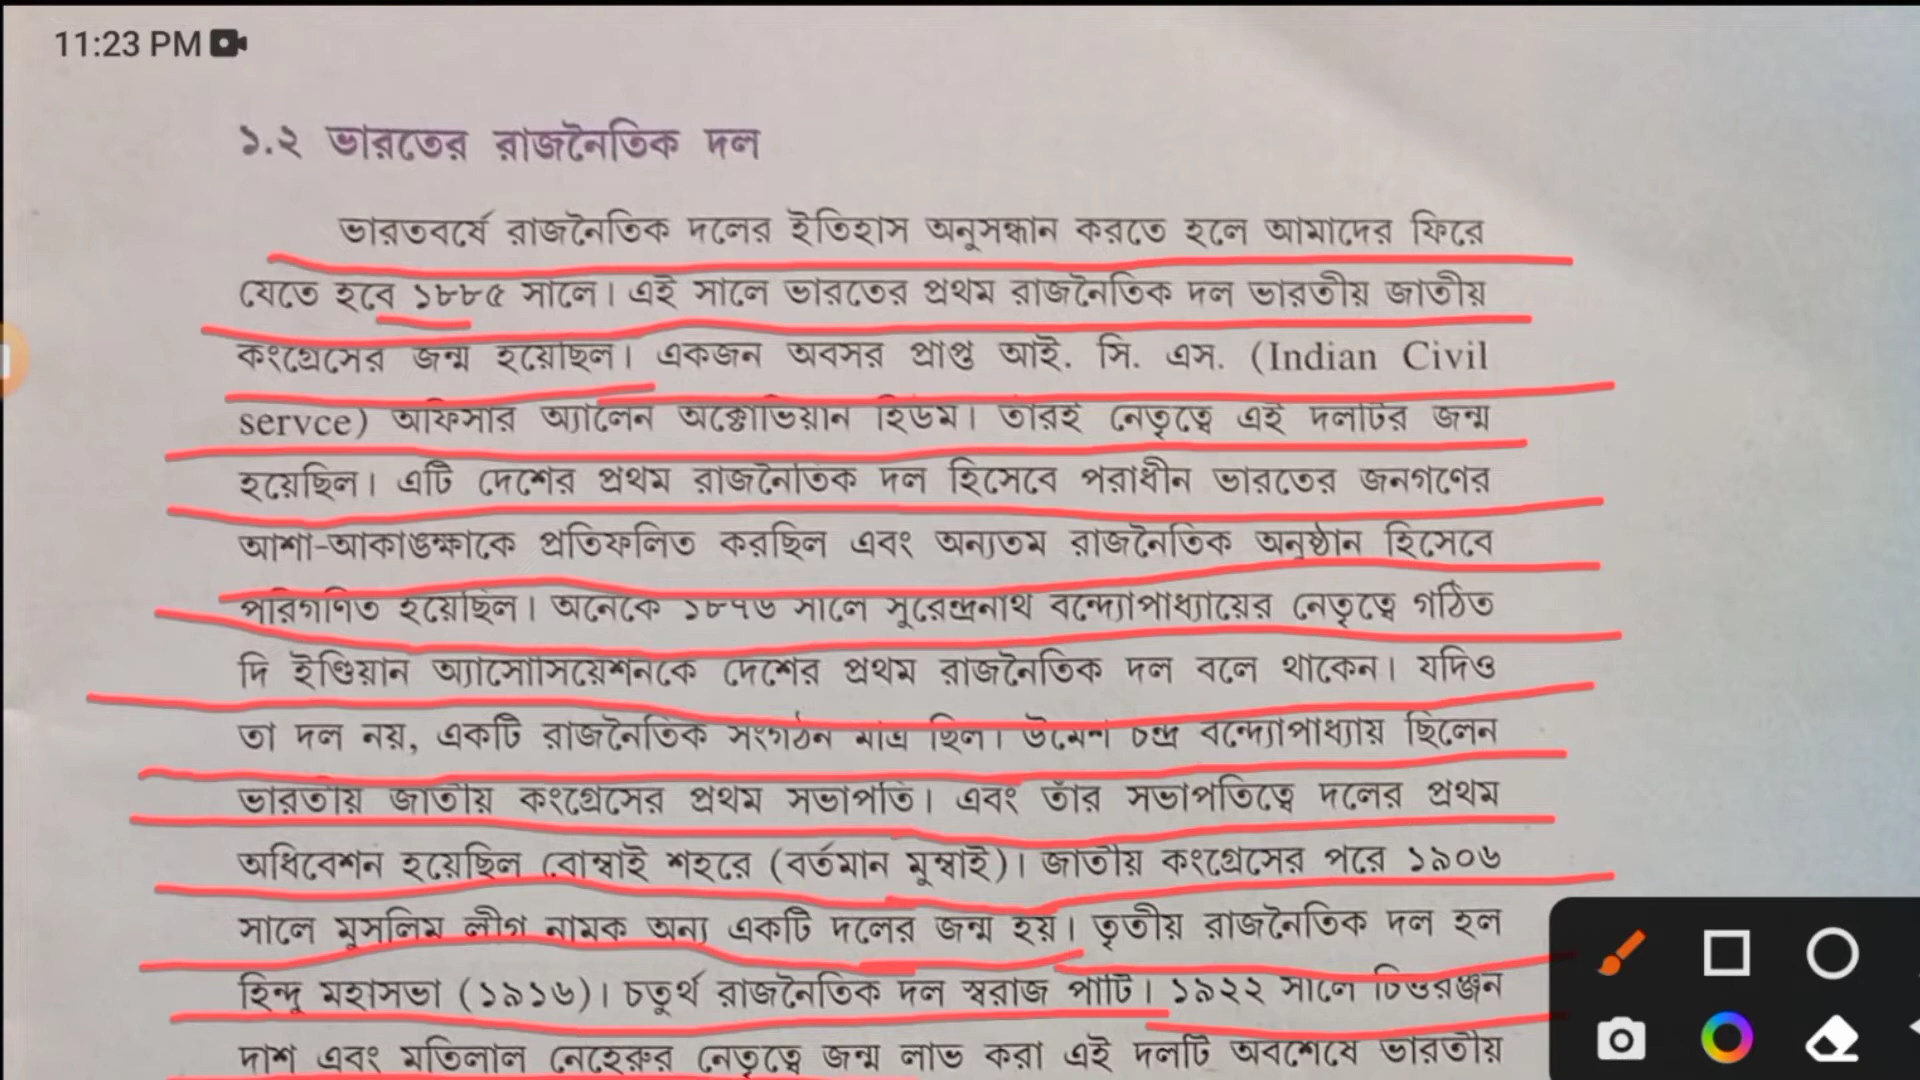 11:23 PM
১.২ ভারতের রাজনৈতিক দল
ভারতবর্ষে রাজনৈতিক দলের ইতিহাস অনুসন্ধান করতে হলে আমাদের ফিরে
যেতে হবে ১৮৮৫ সালে। এই সালে ভারতের প্রথম রাজনৈতিক দল ভারতীয় জাতীয়
কংগ্রেসের জন্ম হয়েছিল। একজন অবসর প্রাপ্ত আই. সি. এস. (Indian Civil
servce) অফিসার অ্যালেন অক্টোভিয়ান হিউম। তারই নেতৃত্বে এই দলটির জন্ম
হয়েছিল। এটি দেশের প্রথম রাজনৈতিক দল হিসেবে পরাধীন ভারতের জনগণের
আশা-আকাঙক্ষাকে প্রতিফলিত করছিল এবং অন্যতম রাজনৈতিক অনুষ্ঠান হিসেবে
পরিগণিত হয়েছিল। অনেকে ১৮৭৬ সালে সুরেন্দ্রনাথ বন্দ্যোপাধ্যায়ের নেতৃত্বে গঠিত
দি ইণ্ডিয়ান অ্যাসোসিয়েশনকে দেশের প্রথম রাজনৈতিক দল বলে থাকেন। যদিও
তা দল নয়, একটি রাজনৈতিক সংগঠন মাত্র ছিল। উমেশ চন্দ্র বন্দ্যোপাধ্যায় ছিলেন
ভারতীয় জাতীয় কংগ্রেসের প্রথম সভাপতি। এবং তাঁর সভাপতিত্বে দলের প্রথম
অধিবেশন হয়েছিল বোম্বাই শহরে (বর্তমান মুম্বাই)। জাতীয় কংগ্রেসের পরে ১৯০৬
সালে মুসলিম লীগ নামক অন্য একটি দলের জন্ম হয়। তৃতীয় রাজনৈতিক দল হল
হিন্দু মহাসভা (১৯১৬)। চতুর্থ রাজনৈতিক দল স্বরাজ পার্টি। ১৯২২ সালে চিত্তরঞ্জন
দাশ এবং মতিলাল নেহেরুর নেতৃত্বে জন্ম লাভ করা এই দলটি অবশেষে ভারতীয়